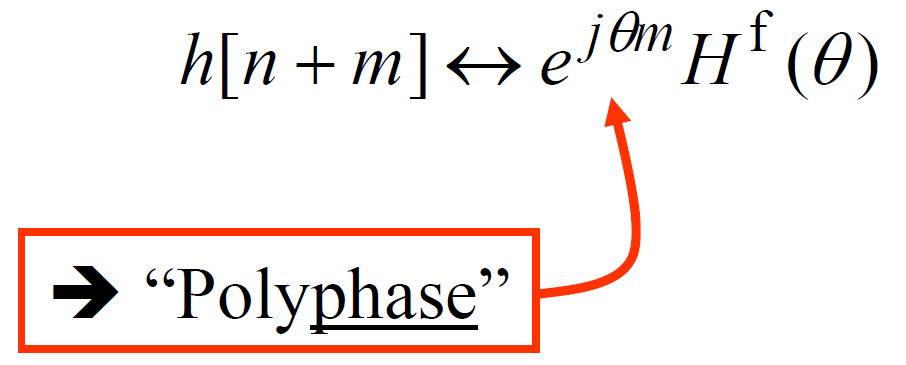 h[n + m] ↔ e^{jθm} H^f (θ)
➔ “Polyphase”